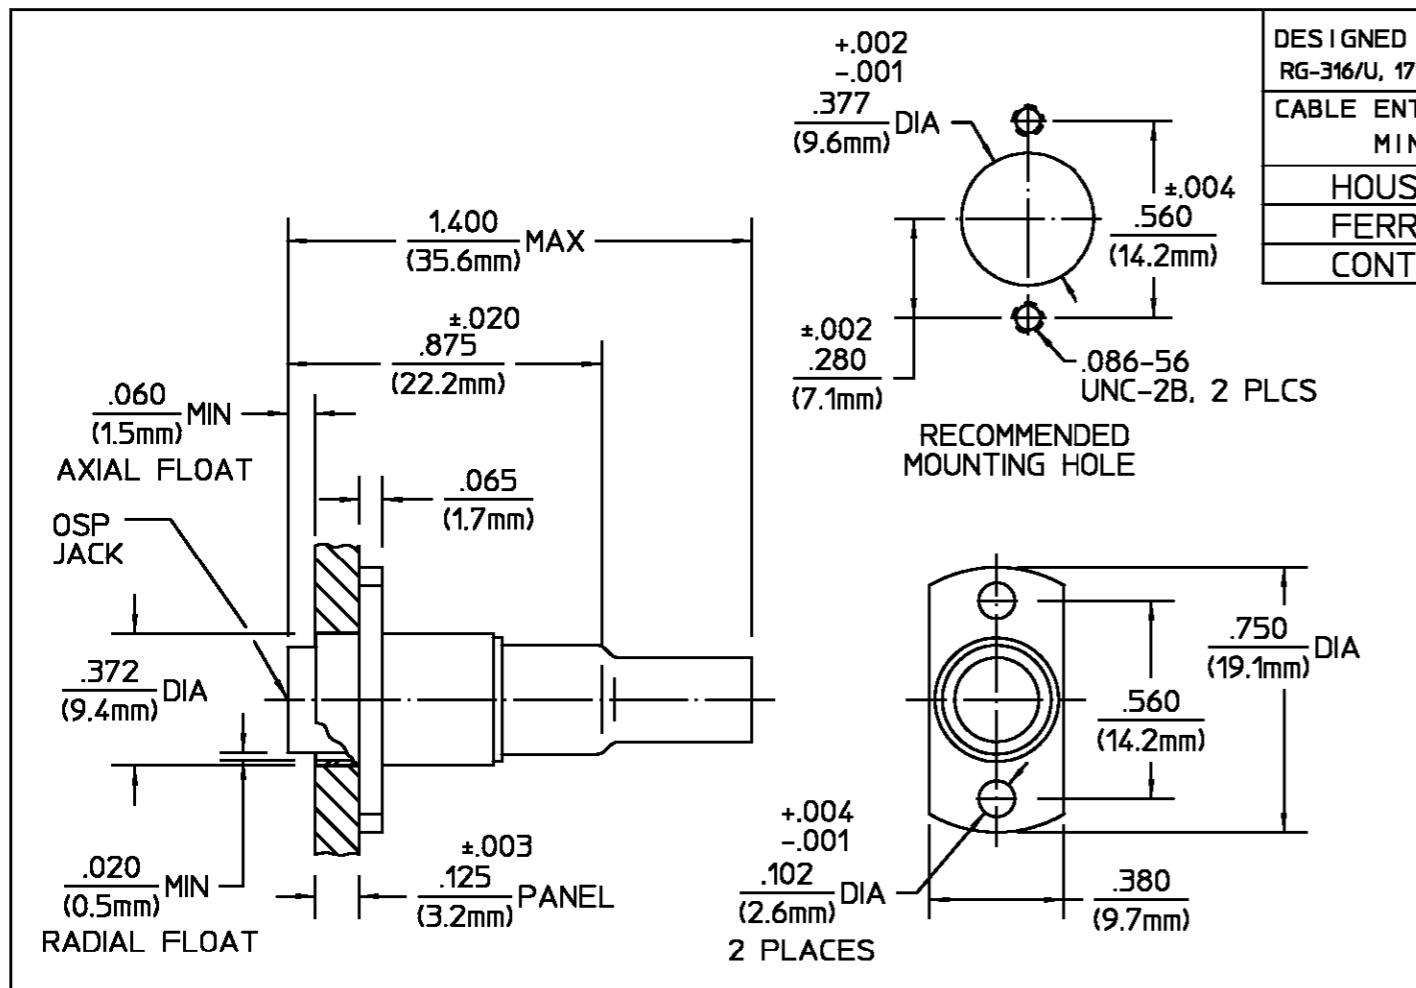 +.002
-.001
.377
(9.6mm) DIA
±.004
.560
(14.2mm)
±.002
.280
(7.1mm)
.086-56
UNC-2B, 2 PLCS
RECOMMENDED
MOUNTING HOLE
DESIGNED
RG-316/U, 17
CABLE ENT
MIN
HOUS
FERR
CONT
1.400
(35.6mm) MAX
±.020
.875
(22.2mm)
.060
(1.5mm) MIN
AXIAL FLOAT
.065
(1.7mm)
OSP
JACK
.372
(9.4mm) DIA
.020
(0.5mm) MIN
RADIAL FLOAT
±.003
.125
(3.2mm) PANEL
.750
(19.1mm) DIA
.560
(14.2mm)
+.004
-.001
.102
(2.6mm) DIA
2 PLACES
.380
(9.7mm)